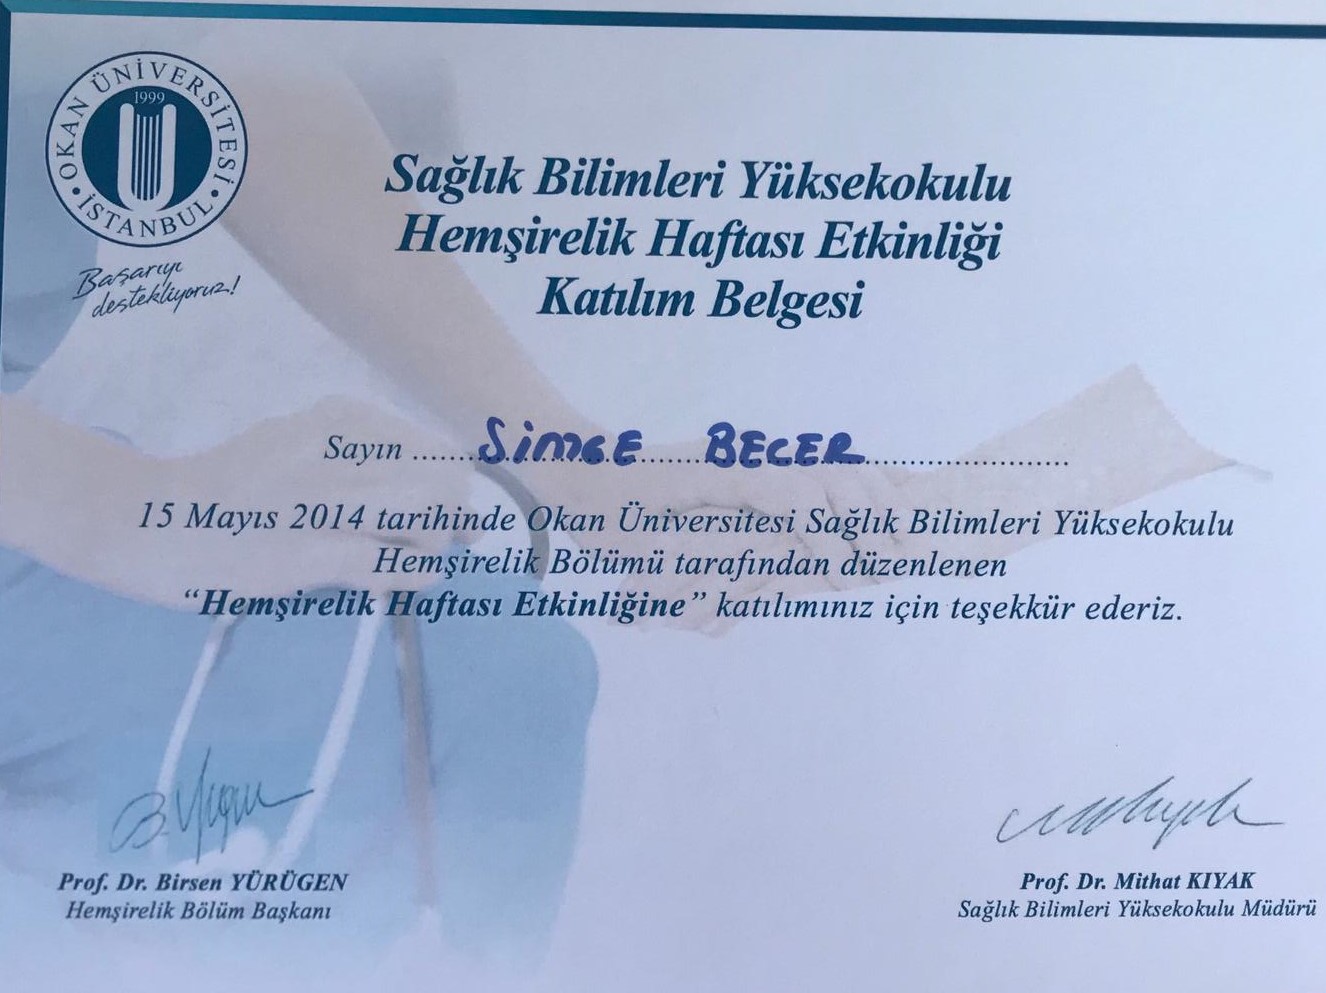 OKAN ÜNİVERSİTESİ
1999
İSTANBUL
Başarıyı
destekliyoruz!
Sağlık Bilimleri Yüksekokulu
Hemşirelik Haftası Etkinliği
Katılım Belgesi
Sayın ....... SİMGE ..... BECER ...............................
15 Mayıs 2014 tarihinde Okan Üniversitesi Sağlık Bilimleri Yüksekokulu
Hemşirelik Bölümü tarafından düzenlenen
“Hemşirelik Haftası Etkinliğine” katılımınız için teşekkür ederiz.
Prof. Dr. Birsen YÜRÜGEN
Hemşirelik Bölüm Başkanı
Prof. Dr. Mithat KIYAK
Sağlık Bilimleri Yüksekokulu Müdürü